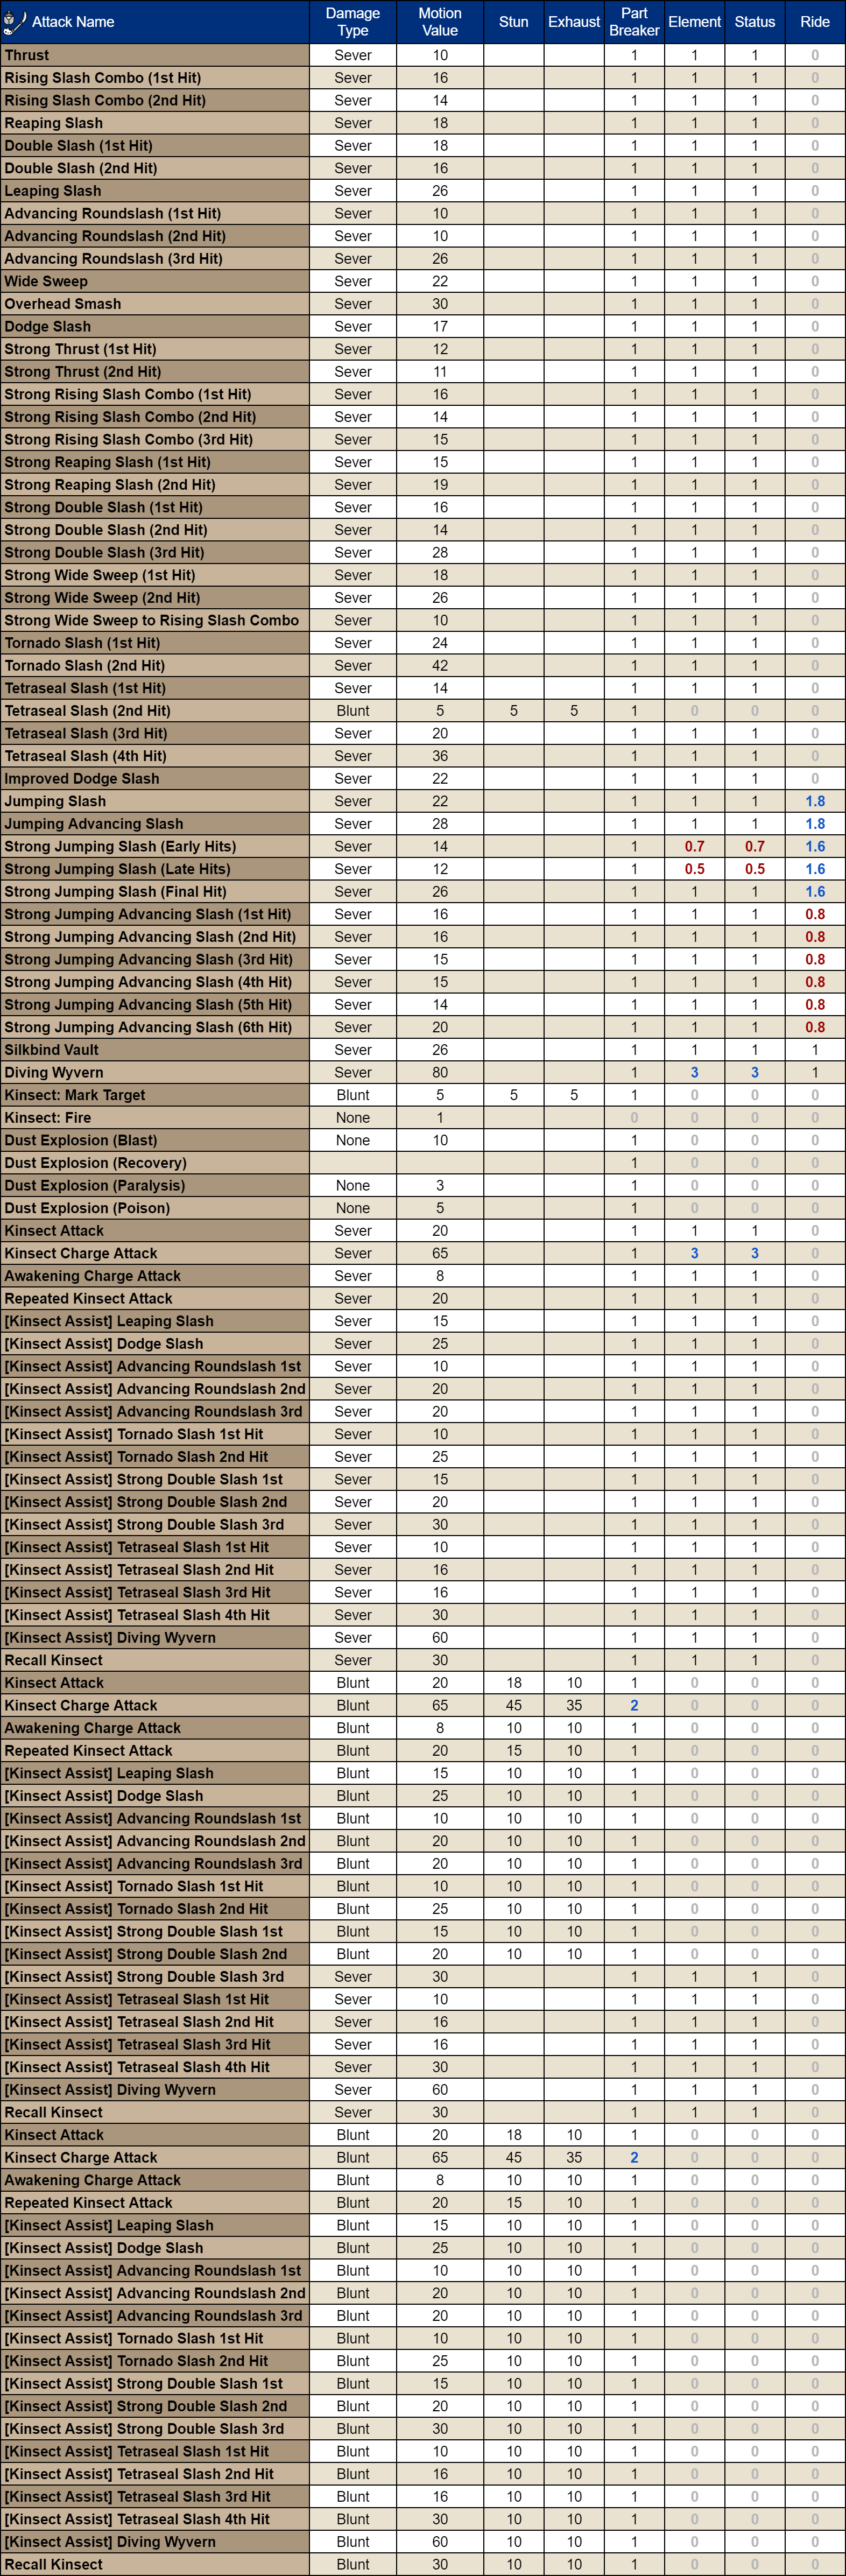 Attack Name Damage Type Motion Value Stun Exhaust Part Breaker Element Status Ride
Thrust Sever 10 1 1 1 0
Rising Slash Combo (1st Hit) Sever 16 1 1 1 0
Rising Slash Combo (2nd Hit) Sever 14 1 1 1 0
Reaping Slash Sever 18 1 1 1 0
Double Slash (1st Hit) Sever 18 1 1 1 0
Double Slash (2nd Hit) Sever 16 1 1 1 0
Leaping Slash Sever 26 1 1 1 0
Advancing Roundslash (1st Hit) Sever 10 1 1 1 0
Advancing Roundslash (2nd Hit) Sever 10 1 1 1 0
Advancing Roundslash (3rd Hit) Sever 26 1 1 1 0
Wide Sweep Sever 22 1 1 1 0
Overhead Smash Sever 30 1 1 1 0
Dodge Slash Sever 17 1 1 1 0
Strong Thrust (1st Hit) Sever 12 1 1 1 0
Strong Thrust (2nd Hit) Sever 11 1 1 1 0
Strong Rising Slash Combo (1st Hit) Sever 16 1 1 1 0
Strong Rising Slash Combo (2nd Hit) Sever 14 1 1 1 0
Strong Rising Slash Combo (3rd Hit) Sever 15 1 1 1 0
Strong Reaping Slash (1st Hit) Sever 15 1 1 1 0
Strong Reaping Slash (2nd Hit) Sever 19 1 1 1 0
Strong Double Slash (1st Hit) Sever 16 1 1 1 0
Strong Double Slash (2nd Hit) Sever 14 1 1 1 0
Strong Double Slash (3rd Hit) Sever 28 1 1 1 0
Strong Wide Sweep (1st Hit) Sever 18 1 1 1 0
Strong Wide Sweep (2nd Hit) Sever 26 1 1 1 0
Strong Wide Sweep to Rising Slash Combo Sever 10 1 1 1 0
Tornado Slash (1st Hit) Sever 24 1 1 1 0
Tornado Slash (2nd Hit) Sever 42 1 1 1 0
Tetraseal Slash (1st Hit) Sever 14 1 1 1 0
Tetraseal Slash (2nd Hit) Blunt 5 5 5 1 0 0 0
Tetraseal Slash (3rd Hit) Sever 20 1 1 1 0
Tetraseal Slash (4th Hit) Sever 36 1 1 1 0
Improved Dodge Slash Sever 22 1 1 1 0
Jumping Slash Sever 22 1 1 1 1.8
Jumping Advancing Slash Sever 28 1 1 1 1.8
Strong Jumping Slash (Early Hits) Sever 14 1 0.7 0.7 1.6
Strong Jumping Slash (Late Hits) Sever 12 1 0.5 0.5 1.6
Strong Jumping Slash (Final Hit) Sever 26 1 1 1 1.6
Strong Jumping Advancing Slash (1st Hit) Sever 16 1 1 1 0.8
Strong Jumping Advancing Slash (2nd Hit) Sever 16 1 1 1 0.8
Strong Jumping Advancing Slash (3rd Hit) Sever 15 1 1 1 0.8
Strong Jumping Advancing Slash (4th Hit) Sever 15 1 1 1 0.8
Strong Jumping Advancing Slash (5th Hit) Sever 14 1 1 1 0.8
Strong Jumping Advancing Slash (6th Hit) Sever 20 1 1 1 0.8
Silkbind Vault Sever 26 1 1 1 1
Diving Wyvern Sever 80 1 3 3 1
Kinsect: Mark Target Blunt 5 5 5 1 0 0 0
Kinsect: Fire None 1 0 0 0 0
Dust Explosion (Blast) None 10 1 0 0 0
Dust Explosion (Recovery) 1 0 0 0
Dust Explosion (Paralysis) None 3 1 0 0 0
Dust Explosion (Poison) None 5 1 0 0 0
Kinsect Attack Sever 20 1 1 1 0
Kinsect Charge Attack Sever 65 1 3 3 0
Awakening Charge Attack Sever 8 1 1 1 0
Repeated Kinsect Attack Sever 20 1 1 1 0
[Kinsect Assist] Leaping Slash Sever 15 1 1 1 0
[Kinsect Assist] Dodge Slash Sever 25 1 1 1 0
[Kinsect Assist] Advancing Roundslash 1st Sever 10 1 1 1 0
[Kinsect Assist] Advancing Roundslash 2nd Sever 20 1 1 1 0
[Kinsect Assist] Advancing Roundslash 3rd Sever 20 1 1 1 0
[Kinsect Assist] Tornado Slash 1st Hit Sever 10 1 1 1 0
[Kinsect Assist] Tornado Slash 2nd Hit Sever 25 1 1 1 0
[Kinsect Assist] Strong Double Slash 1st Sever 15 1 1 1 0
[Kinsect Assist] Strong Double Slash 2nd Sever 20 1 1 1 0
[Kinsect Assist] Strong Double Slash 3rd Sever 30 1 1 1 0
[Kinsect Assist] Tetraseal Slash 1st Hit Sever 10 1 1 1 0
[Kinsect Assist] Tetraseal Slash 2nd Hit Sever 16 1 1 1 0
[Kinsect Assist] Tetraseal Slash 3rd Hit Sever 16 1 1 1 0
[Kinsect Assist] Tetraseal Slash 4th Hit Sever 30 1 1 1 0
[Kinsect Assist] Diving Wyvern Sever 60 1 1 1 0
Recall Kinsect Sever 30 1 1 1 0
Kinsect Attack Blunt 20 18 10 1 0 0 0
Kinsect Charge Attack Blunt 65 45 35 2 0 0 0
Awakening Charge Attack Blunt 8 10 10 1 0 0 0
Repeated Kinsect Attack Blunt 20 15 10 1 0 0 0
[Kinsect Assist] Leaping Slash Blunt 15 10 10 1 0 0 0
[Kinsect Assist] Dodge Slash Blunt 25 10 10 1 0 0 0
[Kinsect Assist] Advancing Roundslash 1st Blunt 10 10 10 1 0 0 0
[Kinsect Assist] Advancing Roundslash 2nd Blunt 20 10 10 1 0 0 0
[Kinsect Assist] Advancing Roundslash 3rd Blunt 20 10 10 1 0 0 0
[Kinsect Assist] Tornado Slash 1st Hit Blunt 10 10 10 1 0 0 0
[Kinsect Assist] Tornado Slash 2nd Hit Blunt 25 10 10 1 0 0 0
[Kinsect Assist] Strong Double Slash 1st Blunt 15 10 10 1 0 0 0
[Kinsect Assist] Strong Double Slash 2nd Blunt 20 10 10 1 0 0 0
[Kinsect Assist] Strong Double Slash 3rd Sever 30 1 1 1 0
[Kinsect Assist] Tetraseal Slash 1st Hit Sever 10 1 1 1 0
[Kinsect Assist] Tetraseal Slash 2nd Hit Sever 16 1 1 1 0
[Kinsect Assist] Tetraseal Slash 3rd Hit Sever 16 1 1 1 0
[Kinsect Assist] Tetraseal Slash 4th Hit Sever 30 1 1 1 0
[Kinsect Assist] Diving Wyvern Sever 60 1 1 1 0
Recall Kinsect Sever 30 1 1 1 0
Kinsect Attack Blunt 20 18 10 1 0 0 0
Kinsect Charge Attack Blunt 65 45 35 2 0 0 0
Awakening Charge Attack Blunt 8 10 10 1 0 0 0
Repeated Kinsect Attack Blunt 20 15 10 1 0 0 0
[Kinsect Assist] Leaping Slash Blunt 15 10 10 1 0 0 0
[Kinsect Assist] Dodge Slash Blunt 25 10 10 1 0 0 0
[Kinsect Assist] Advancing Roundslash 1st Blunt 10 10 10 1 0 0 0
[Kinsect Assist] Advancing Roundslash 2nd Blunt 20 10 10 1 0 0 0
[Kinsect Assist] Advancing Roundslash 3rd Blunt 20 10 10 1 0 0 0
[Kinsect Assist] Tornado Slash 1st Hit Blunt 10 10 10 1 0 0 0
[Kinsect Assist] Tornado Slash 2nd Hit Blunt 25 10 10 1 0 0 0
[Kinsect Assist] Strong Double Slash 1st Blunt 15 10 10 1 0 0 0
[Kinsect Assist] Strong Double Slash 2nd Blunt 20 10 10 1 0 0 0
[Kinsect Assist] Strong Double Slash 3rd Blunt 30 10 10 1 0 0 0
[Kinsect Assist] Tetraseal Slash 1st Hit Blunt 10 10 10 1 0 0 0
[Kinsect Assist] Tetraseal Slash 2nd Hit Blunt 16 10 10 1 0 0 0
[Kinsect Assist] Tetraseal Slash 3rd Hit Blunt 16 10 10 1 0 0 0
[Kinsect Assist] Tetraseal Slash 4th Hit Blunt 30 10 10 1 0 0 0
[Kinsect Assist] Diving Wyvern Blunt 60 10 10 1 0 0 0
Recall Kinsect Blunt 30 10 10 1 0 0 0